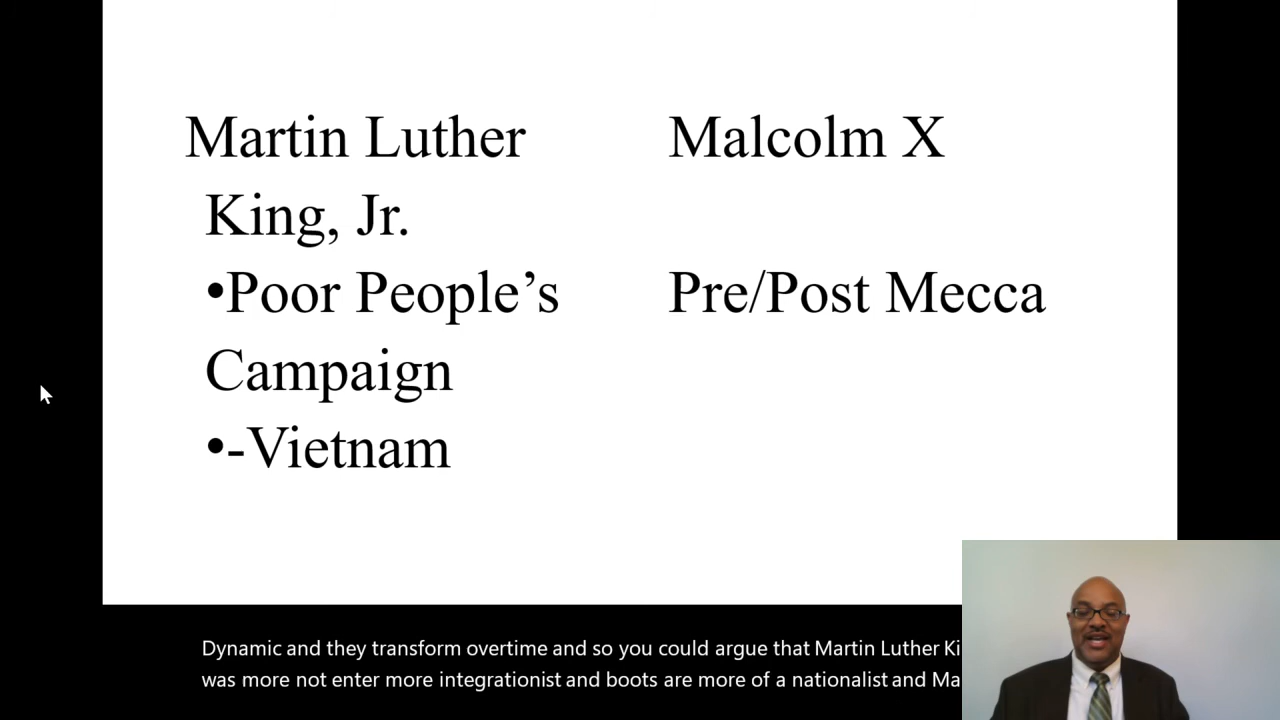 Martin Luther
King, Jr.
•Poor People’s
Campaign
•-Vietnam
Malcolm X
Pre/Post Mecca
Dynamic and they transform overtime and so you could argue that Martin Luther Ki
was more not enter more integrationist and boots are more of a nationalist and Ma